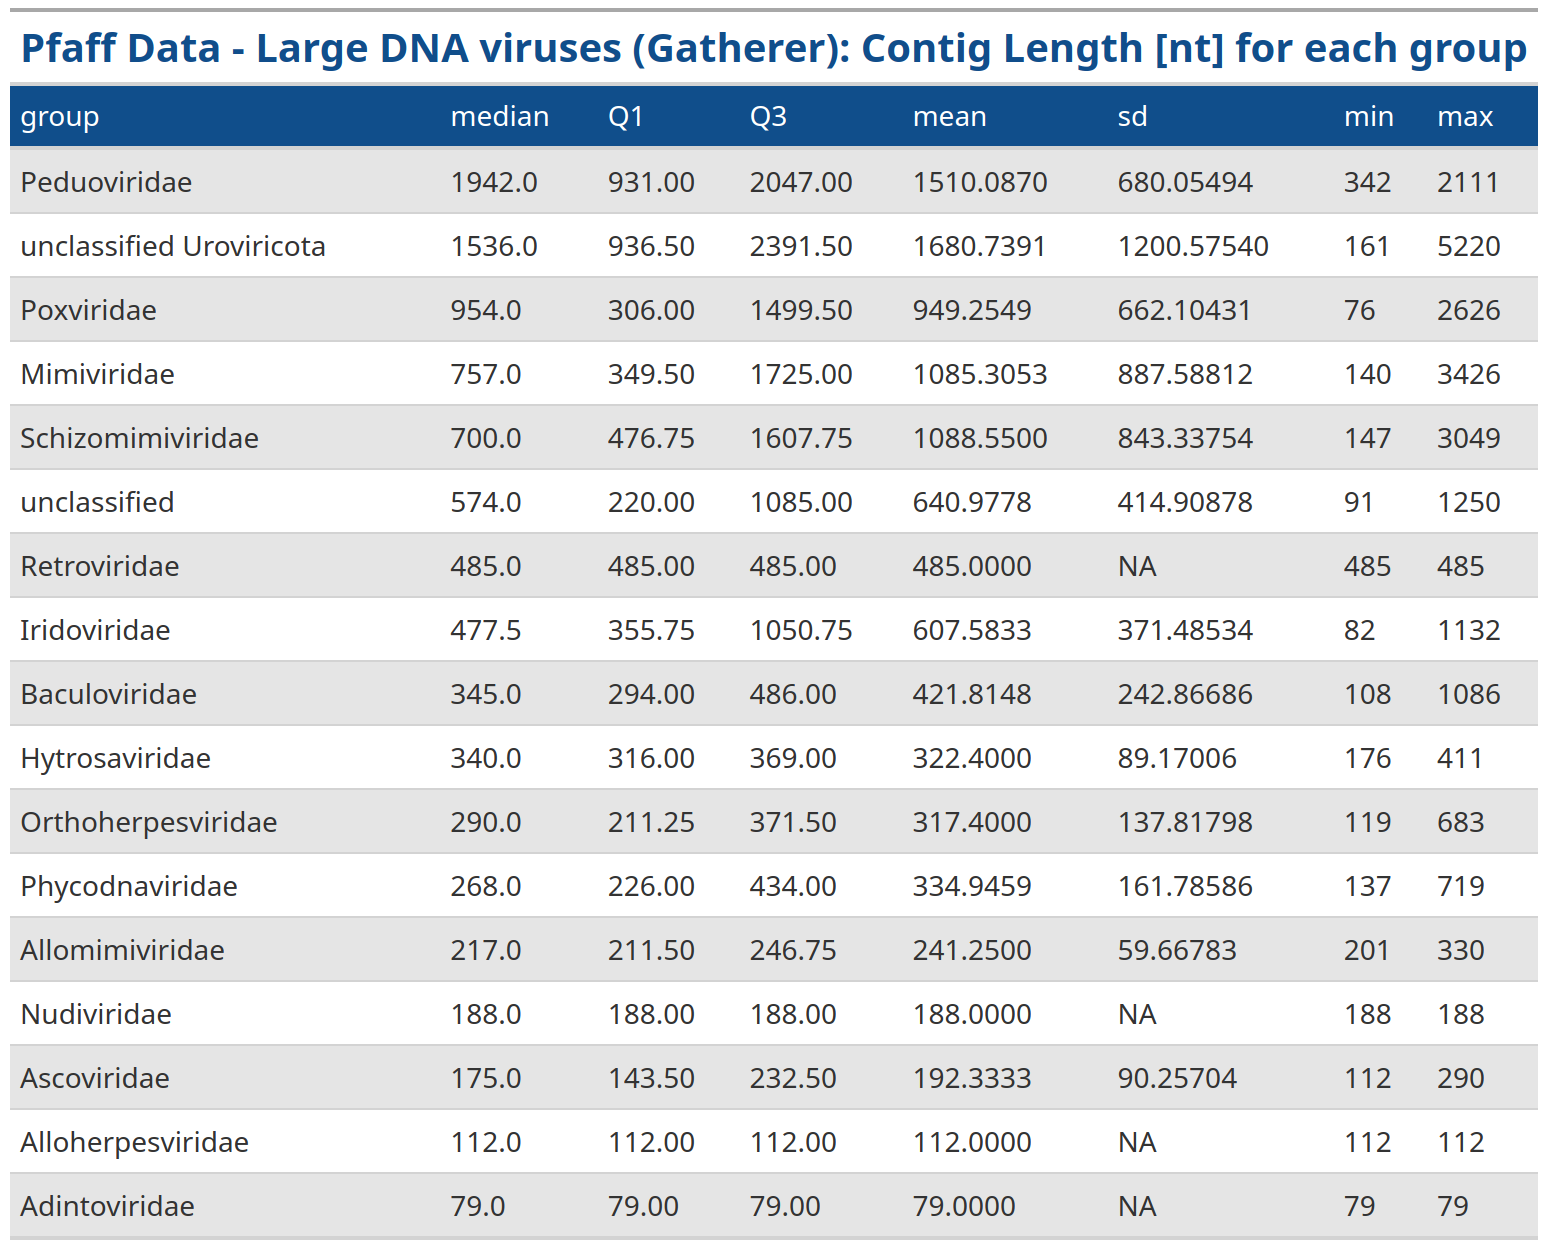 Pfaff Data - Large DNA viruses (Gatherer): Contig Length [nt] for each group
group median Q1 Q3 mean sd min max
Peduoviridae 1942.0 931.00 2047.00 1510.0870 680.05494 342 2111
unclassified Uroviricota 1536.0 936.50 2391.50 1680.7391 1200.57540 161 5220
Poxviridae 954.0 306.00 1499.50 949.2549 662.10431 76 2626
Mimiviridae 757.0 349.50 1725.00 1085.3053 887.58812 140 3426
Schizomimiviridae 700.0 476.75 1607.75 1088.5500 843.33754 147 3049
unclassified 574.0 220.00 1085.00 640.9778 414.90878 91 1250
Retroviridae 485.0 485.00 485.00 485.0000 NA 485 485
Iridoviridae 477.5 355.75 1050.75 607.5833 371.48534 82 1132
Baculoviridae 345.0 294.00 486.00 421.8148 242.86686 108 1086
Hytrosaviridae 340.0 316.00 369.00 322.4000 89.17006 176 411
Orthoherpesviridae 290.0 211.25 371.50 317.4000 137.81798 119 683
Phycodnaviridae 268.0 226.00 434.00 334.9459 161.78586 137 719
Allomimiviridae 217.0 211.50 246.75 241.2500 59.66783 201 330
Nudiviridae 188.0 188.00 188.00 188.0000 NA 188 188
Ascoviridae 175.0 143.50 232.50 192.3333 90.25704 112 290
Alloherpesviridae 112.0 112.00 112.00 112.0000 NA 112 112
Adintoviridae 79.0 79.00 79.00 79.0000 NA 79 79